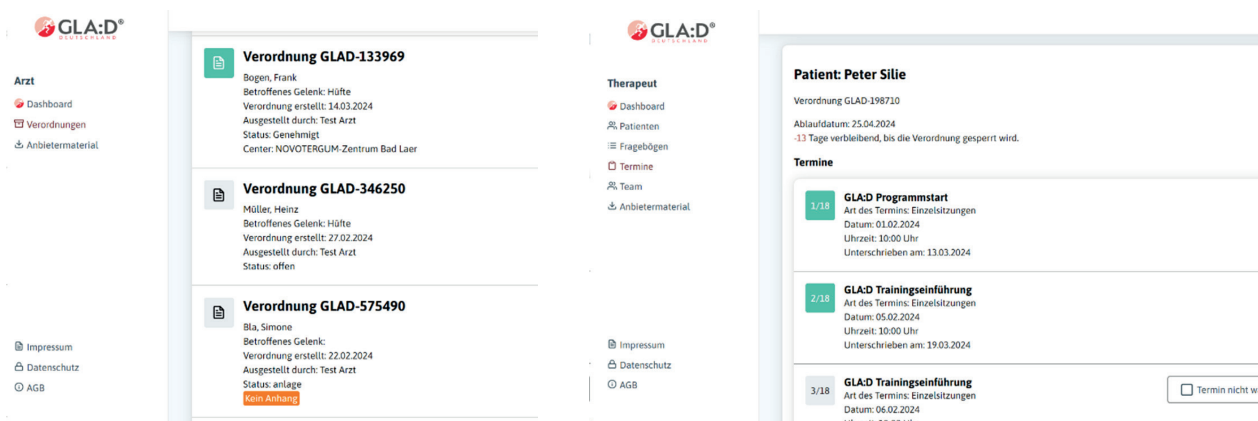 GLA:D®
DEUTSCHLAND
Arzt
Dashboard
Verordnungen
Anbietermaterial
Impressum
Datenschutz
AGB
Verordnung GLAD-133969
Bogen, Frank
Betroffenes Gelenk: Hüfte
Verordnung erstellt: 14.03.2024
Ausgestellt durch: Test Arzt
Status: Genehmigt
Center: NOVOTERGUM-Zentrum Bad Laer
Verordnung GLAD-346250
Müller, Heinz
Betroffenes Gelenk: Hüfte
Verordnung erstellt: 27.02.2024
Ausgestellt durch: Test Arzt
Status: offen
Verordnung GLAD-575490
Bla, Simone
Betroffenes Gelenk:
Verordnung erstellt: 22.02.2024
Ausgestellt durch: Test Arzt
Status: anlage
Kein Anhang
GLA:D®
DEUTSCHLAND
Therapeut
Dashboard
Patienten
Fragebögen
Termine
Team
Anbietermaterial
Impressum
Datenschutz
AGB
Patient: Peter Silie
Verordnung GLAD-198710
Ablaufdatum: 25.04.2024
-13 Tage verbleibend, bis die Verordnung gesperrt wird.
Termine
1/18
GLA:D Programmstart
Art des Termins: Einzelsitzungen
Datum: 01.02.2024
Uhrzeit: 10:00 Uhr
Unterschrieben am: 13.03.2024
2/18
GLA:D Trainingseinführung
Art des Termins: Einzelsitzungen
Datum: 05.02.2024
Uhrzeit: 10:00 Uhr
Unterschrieben am: 19.03.2024
3/18
GLA:D Trainingseinführung
Art des Termins: Einzelsitzungen
Datum: 06.02.2024
Termin nicht w